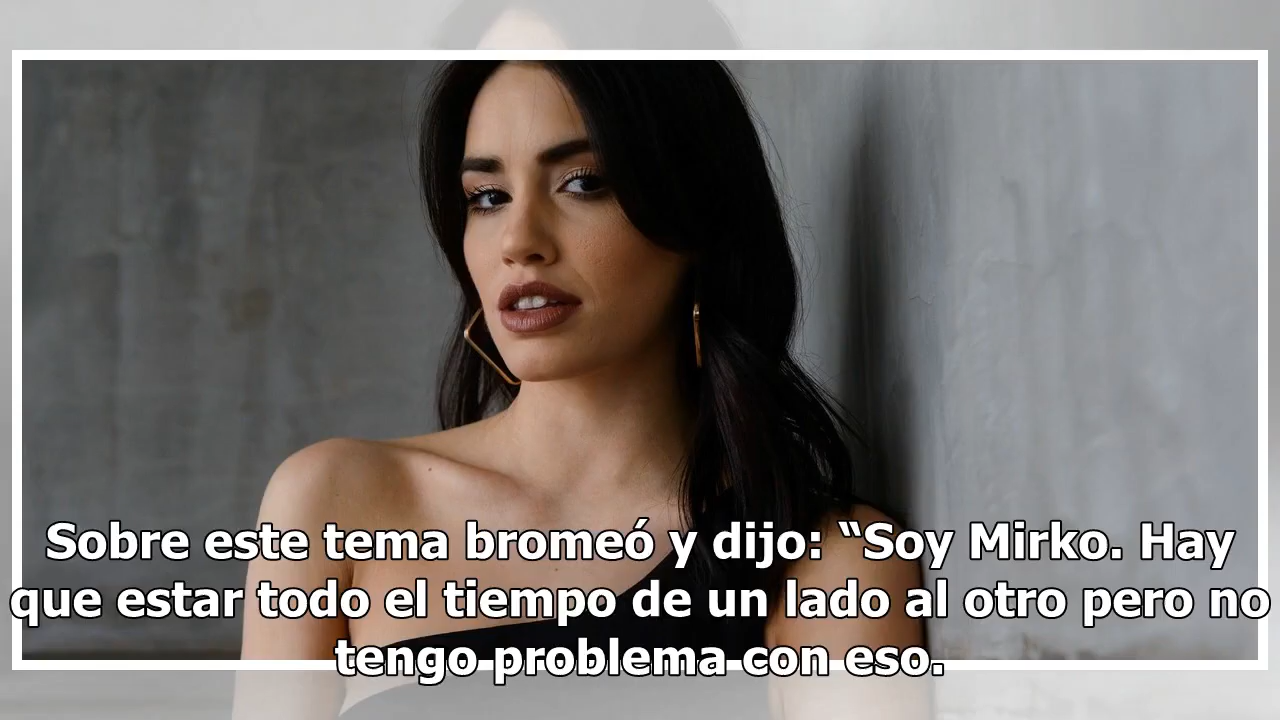 Sobre este tema bromeó y dijo: “Soy Mirko. Hay
que estar todo el tiempo de un lado al otro pero no
tengo problema con eso.